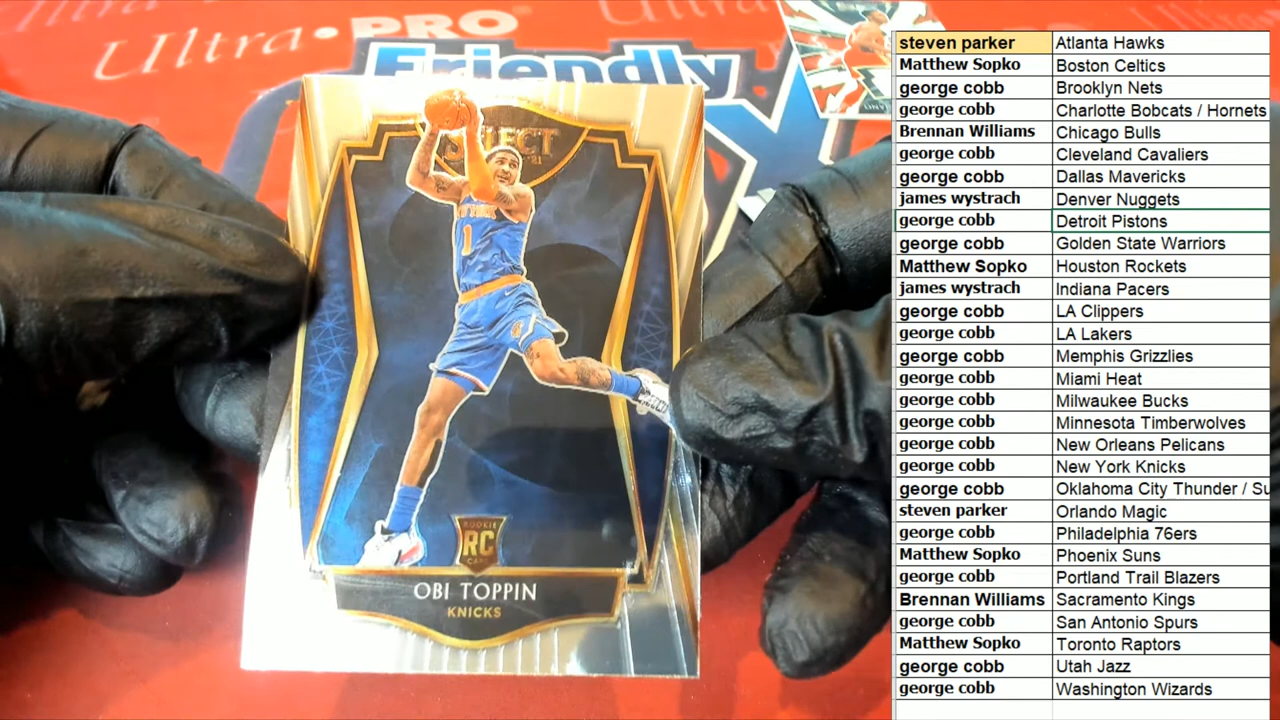 Ultra•PRO
Ultra
Friendly
SELECT
NEW YORK
1
ROOKIE
RC
CARD
OBI TOPPIN
KNICKS
steven parker Atlanta Hawks
Matthew Sopko Boston Celtics
george cobb Brooklyn Nets
george cobb Charlotte Bobcats / Hornets
Brennan Williams Chicago Bulls
george cobb Cleveland Cavaliers
george cobb Dallas Mavericks
james wystrach Denver Nuggets
george cobb Detroit Pistons
george cobb Golden State Warriors
Matthew Sopko Houston Rockets
james wystrach Indiana Pacers
george cobb LA Clippers
george cobb LA Lakers
george cobb Memphis Grizzlies
george cobb Miami Heat
george cobb Milwaukee Bucks
george cobb Minnesota Timberwolves
george cobb New Orleans Pelicans
george cobb New York Knicks
george cobb Oklahoma City Thunder / Su
steven parker Orlando Magic
george cobb Philadelphia 76ers
Matthew Sopko Phoenix Suns
george cobb Portland Trail Blazers
Brennan Williams Sacramento Kings
george cobb San Antonio Spurs
Matthew Sopko Toronto Raptors
george cobb Utah Jazz
george cobb Washington Wizards